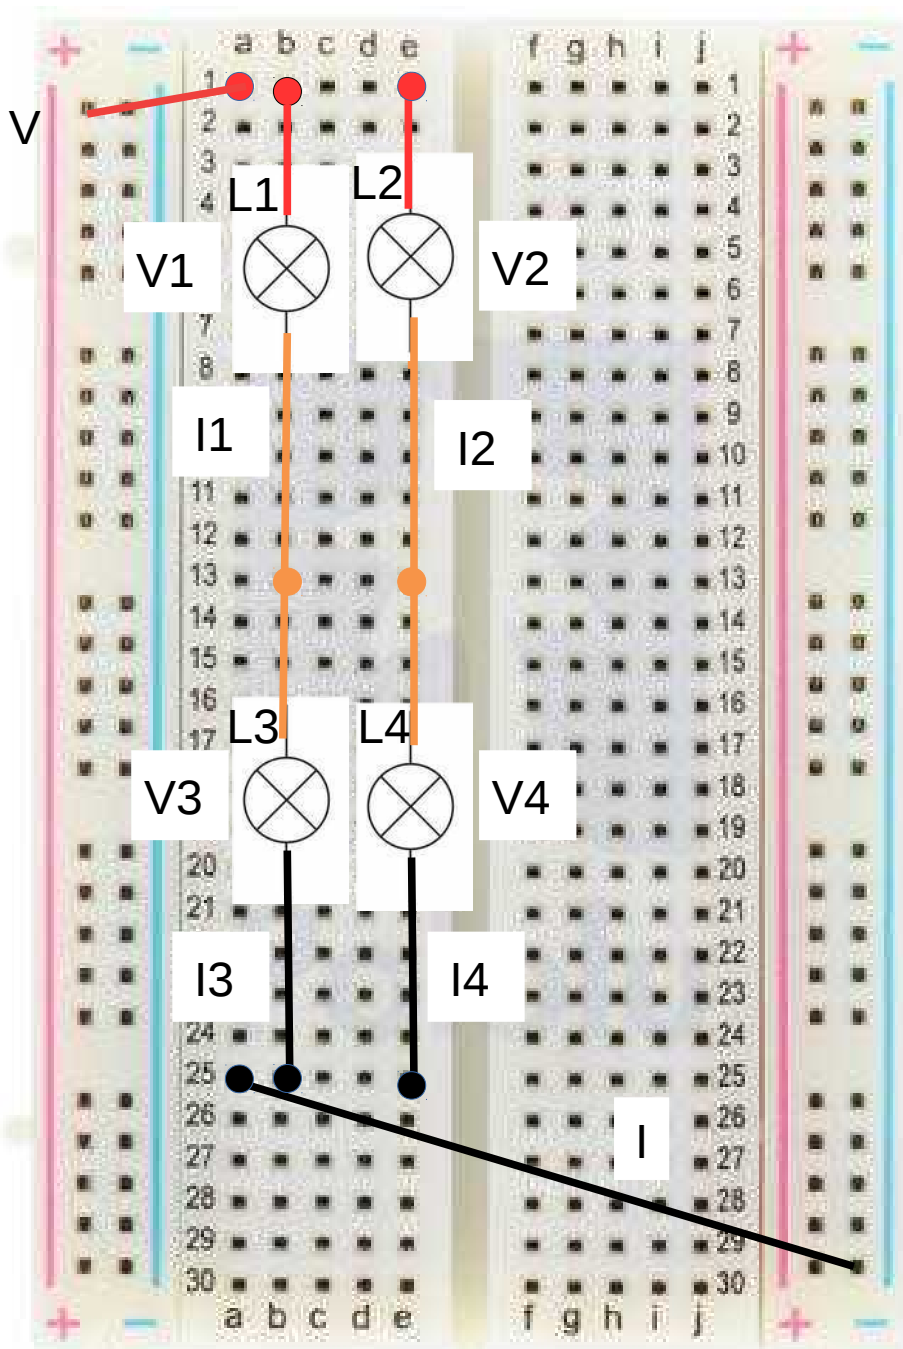 + − a b c d e f g h i j + −
1 1
V 2 2
3 3
L1 L2
4 4
5
V1 V2
6
7 7
8 8
9
I1 I2
10
11 11
12 12
13 13
14 14
15 15
16 16
L3 L4
17 17
V3 V4
18
19
20 20
21 21
22
I3 I4
23
24 24
25 25
26 26
I
27 27
28 28
29 29
30 30
+ − a b c d e f g h i j + −